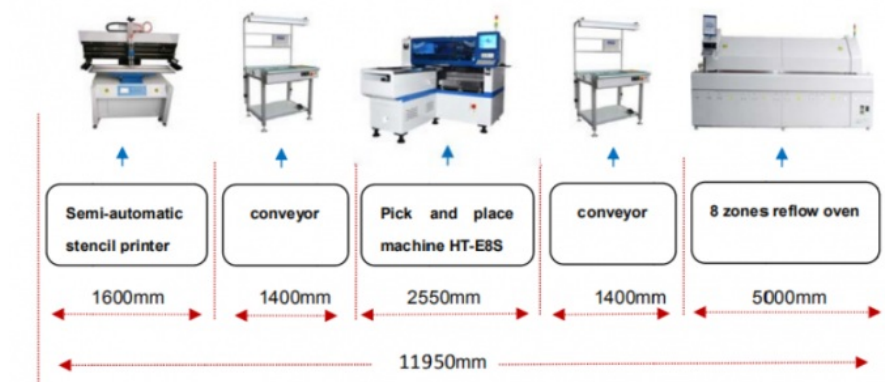 Semi-automatic
stencil printer
conveyor
Pick and place
machine HT-E8S
conveyor
8 zones reflow oven
1600mm
1400mm
2550mm
1400mm
5000mm
11950mm